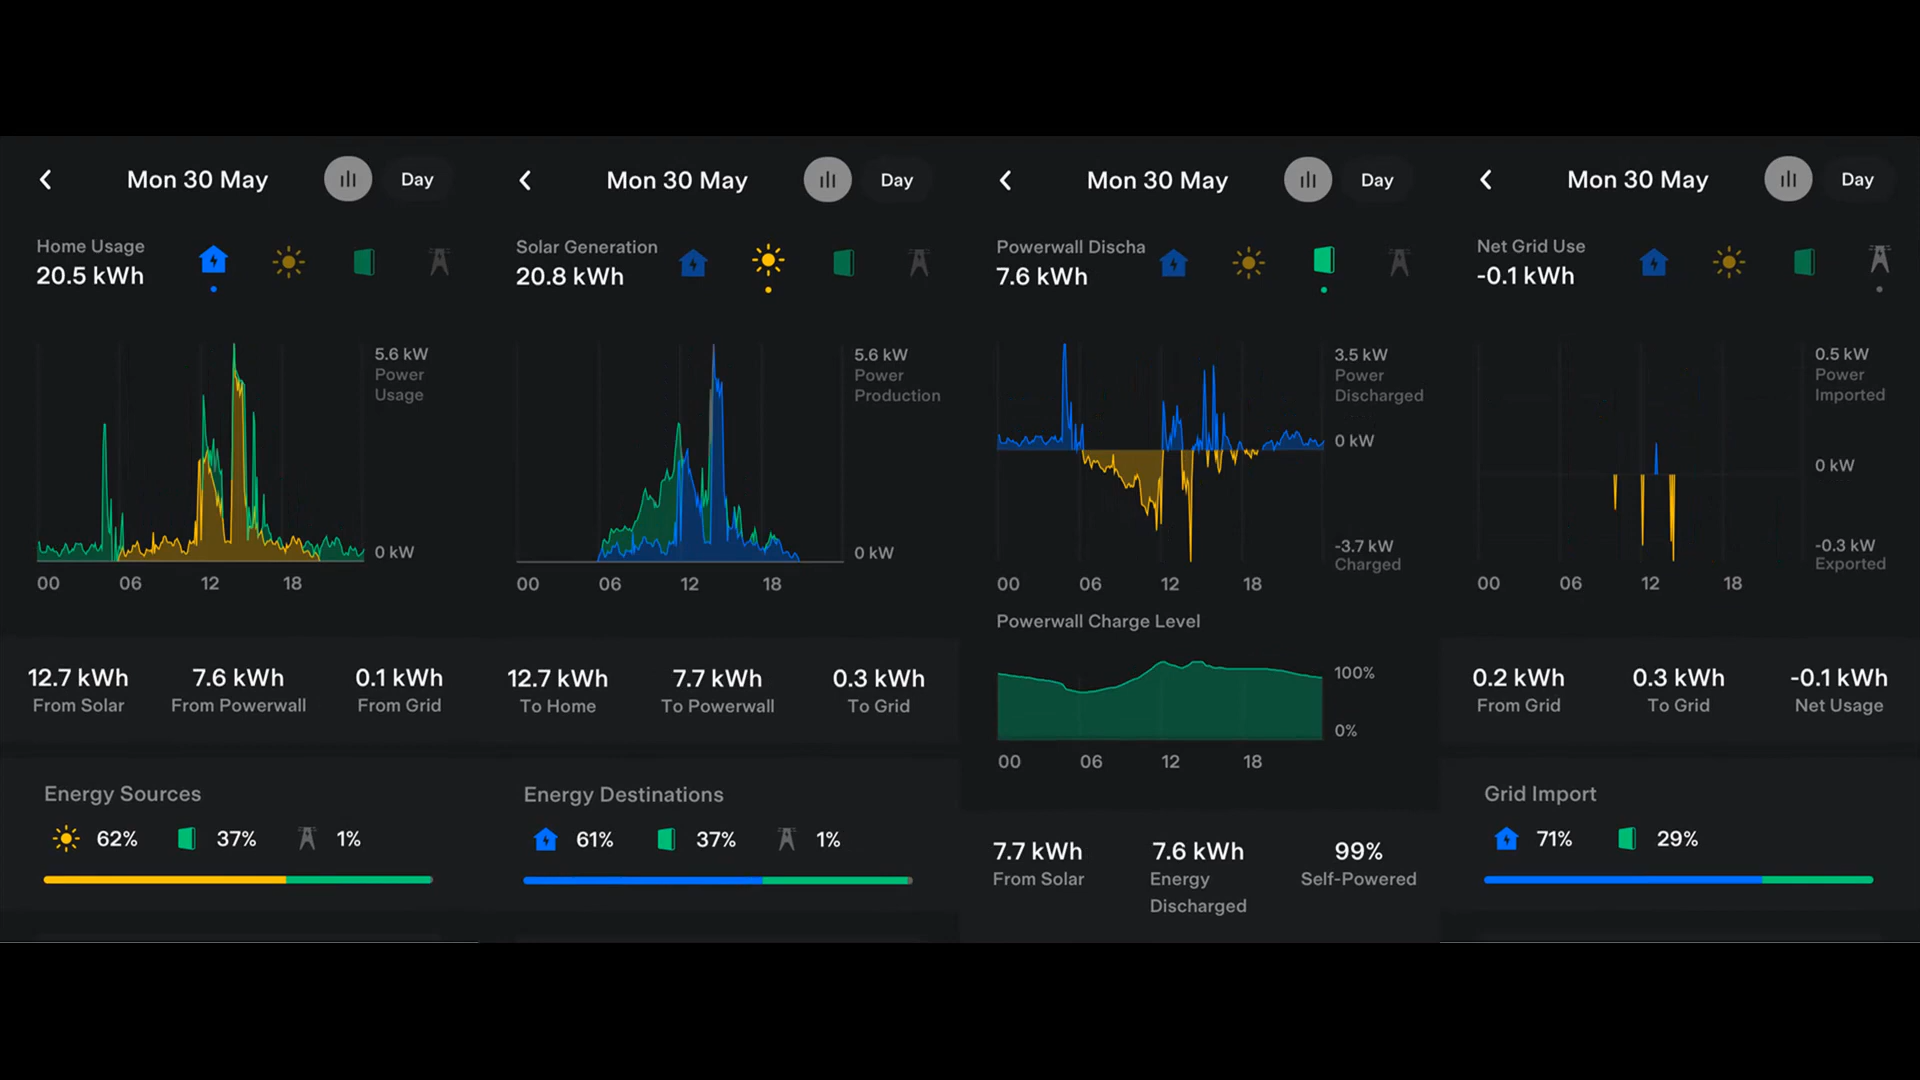 Mon 30 May
Day
Home Usage
20.5 kWh
5.6 kW
Power
Usage
0 kW
00 06 12 18
12.7 kWh 7.6 kWh 0.1 kWh
From Solar From Powerwall From Grid
Energy Sources
62% 37% 1%
Mon 30 May
Day
Solar Generation
20.8 kWh
5.6 kW
Power
Production
0 kW
00 06 12 18
12.7 kWh 7.7 kWh 0.3 kWh
To Home To Powerwall To Grid
Energy Destinations
61% 37% 1%
Mon 30 May
Day
Powerwall Discha
7.6 kWh
3.5 kW
Power
Discharged
0 kW
-3.7 kW
Charged
00 06 12 18
Powerwall Charge Level
100%
0%
00 06 12 18
7.7 kWh 7.6 kWh 99%
From Solar Energy Self-Powered
Discharged
Mon 30 May
Day
Net Grid Use
-0.1 kWh
0.5 kW
Power
Imported
0 kW
-0.3 kW
Exported
00 06 12 18
0.2 kWh 0.3 kWh -0.1 kWh
From Grid To Grid Net Usage
Grid Import
71% 29%